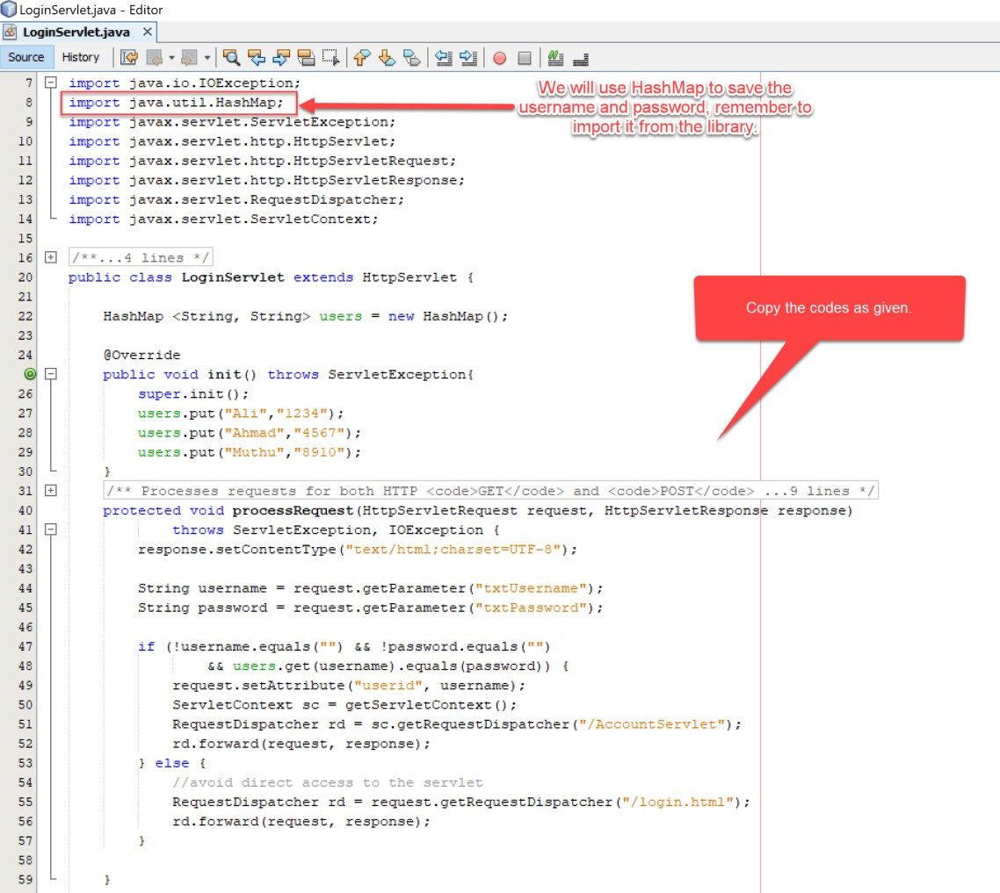 LoginServlet.java - Editor
LoginServlet.java
Source History
7 import java.io.IOException;
8 import java.util.HashMap;
9 import javax.servlet.ServletException;
10 import javax.servlet.http.HttpServlet;
11 import javax.servlet.http.HttpServletRequest;
12 import javax.servlet.http.HttpServletResponse;
13 import javax.servlet.RequestDispatcher;
14 import javax.servlet.ServletContext;
We will use HashMap to save the
username and password, remember to
import it from the library.
15
16 /**...4 lines */
20 public class LoginServlet extends HttpServlet {
21
22 HashMap <String, String> users = new HashMap();
23
24 @Override
public void init() throws ServletException{
26 super.init();
27 users.put("Ali","1234");
28 users.put("Ahmad","4567");
29 users.put("Muthu","8910");
30 }
Copy the codes as given.
31 /** Processes requests for both HTTP <code>GET</code> and <code>POST</code> ...9 lines */
40 protected void processRequest(HttpServletRequest request, HttpServletResponse response)
41 throws ServletException, IOException {
42 response.setContentType("text/html;charset=UTF-8");
43
44 String username = request.getParameter("txtUsername");
45 String password = request.getParameter("txtPassword");
46
47 if (!username.equals("") && !password.equals("")
48 && users.get(username).equals(password)) {
49 request.setAttribute("userid", username);
50 ServletContext sc = getServletContext();
51 RequestDispatcher rd = sc.getRequestDispatcher("/AccountServlet");
52 rd.forward(request, response);
53 } else {
54 //avoid direct access to the servlet
55 RequestDispatcher rd = request.getRequestDispatcher("/login.html");
56 rd.forward(request, response);
57 }
58
59 }